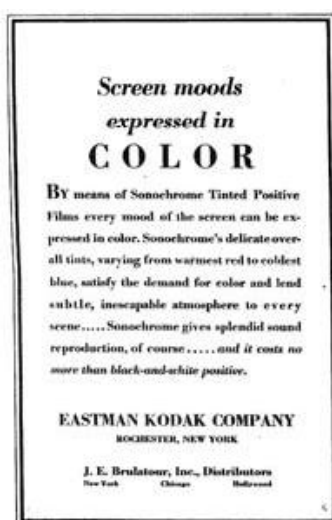 Screen moods
expressed in
COLOR
BY means of Sonochrome Tinted Positive
Films every mood of the screen can be ex-
pressed in color. Sonochrome's delicate over-
all tints, varying from warmest red to coldest
blue, satisfy the demand for color and lend
subtle, inescapable atmosphere to every
scene..... Sonochrome gives splendid sound
reproduction, of course..... and it costs no
more than black-and-white positive.
EASTMAN KODAK COMPANY
ROCHESTER, NEW YORK
J. E. Brulatour, Inc., Distributors
New York Chicago Hollywood